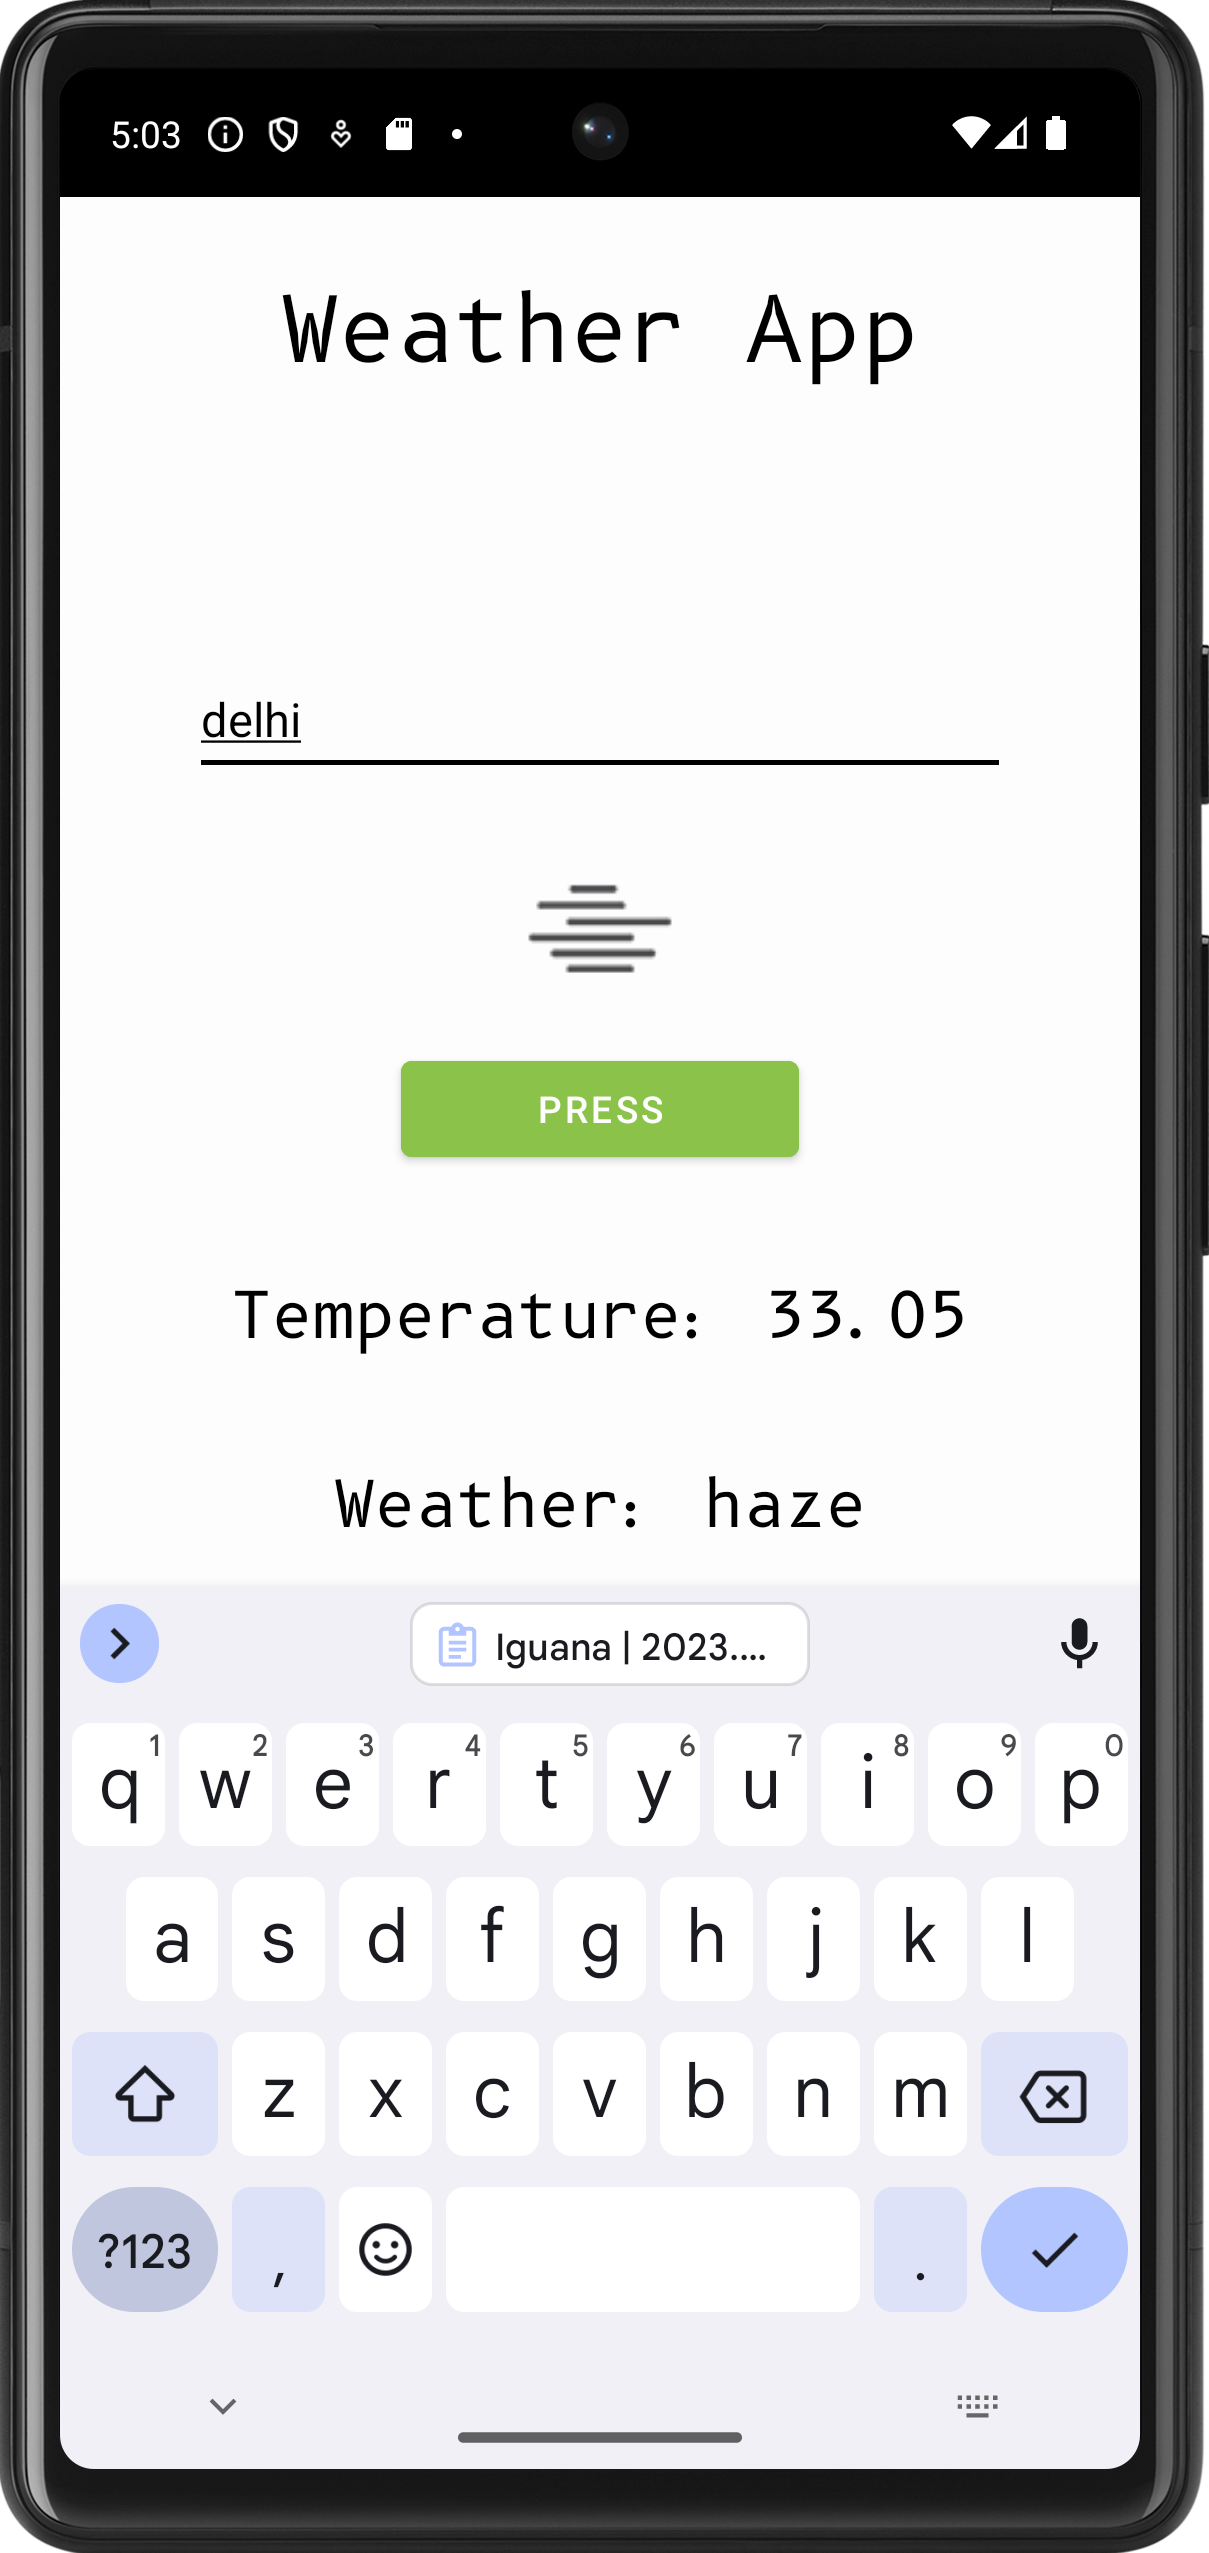 5:03
Weather App
delhi
PRESS
Temperature: 33.05
Weather: haze
Iguana | 2023....
1 2 3 4 5 6 7 8 9 0
q w e r t y u i o p
a s d f g h j k l
z x c v b n m
?123 , .